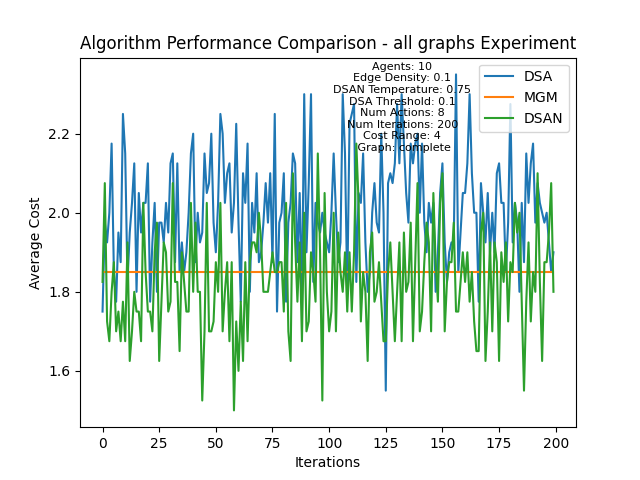 Algorithm Performance Comparison - all graphs Experiment
Agents: 10
Edge Density: 0.1
DSAN Temperature: 0.75
DSA Threshold: 0.1
Num Actions: 8
Num Iterations: 200
Cost Range: 4
Graph: complete
DSA
MGM
DSAN
Average Cost
2.2
2.0
1.8
1.6
0 25 50 75 100 125 150 175 200
Iterations